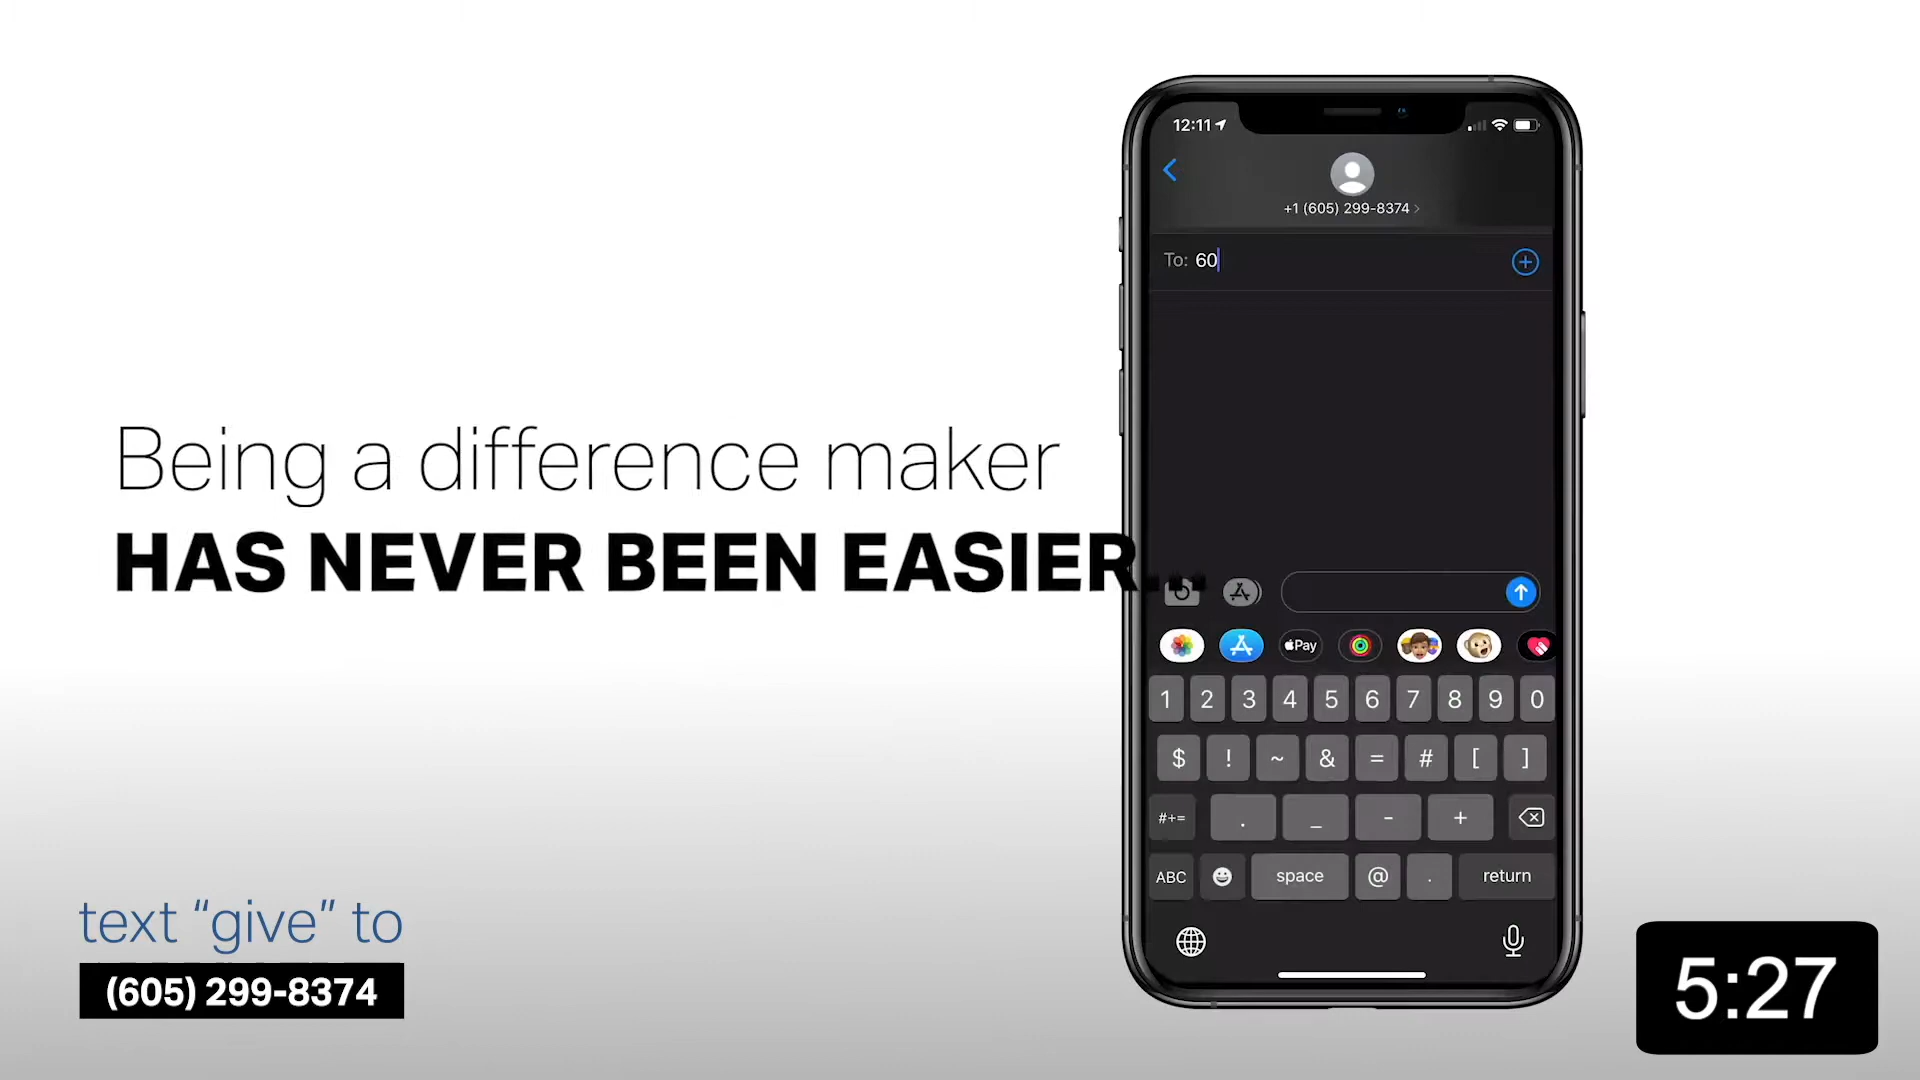 12:11
+1 (605) 299-8374 >
To: 60
Being a difference maker
HAS NEVER BEEN EASIER...
Pay
1 2 3 4 5 6 7 8 9 0
$ ! ~ & = # [ ]
#+= . _ - +
ABC space @ . return
text “give” to
(605) 299-8374
5:27